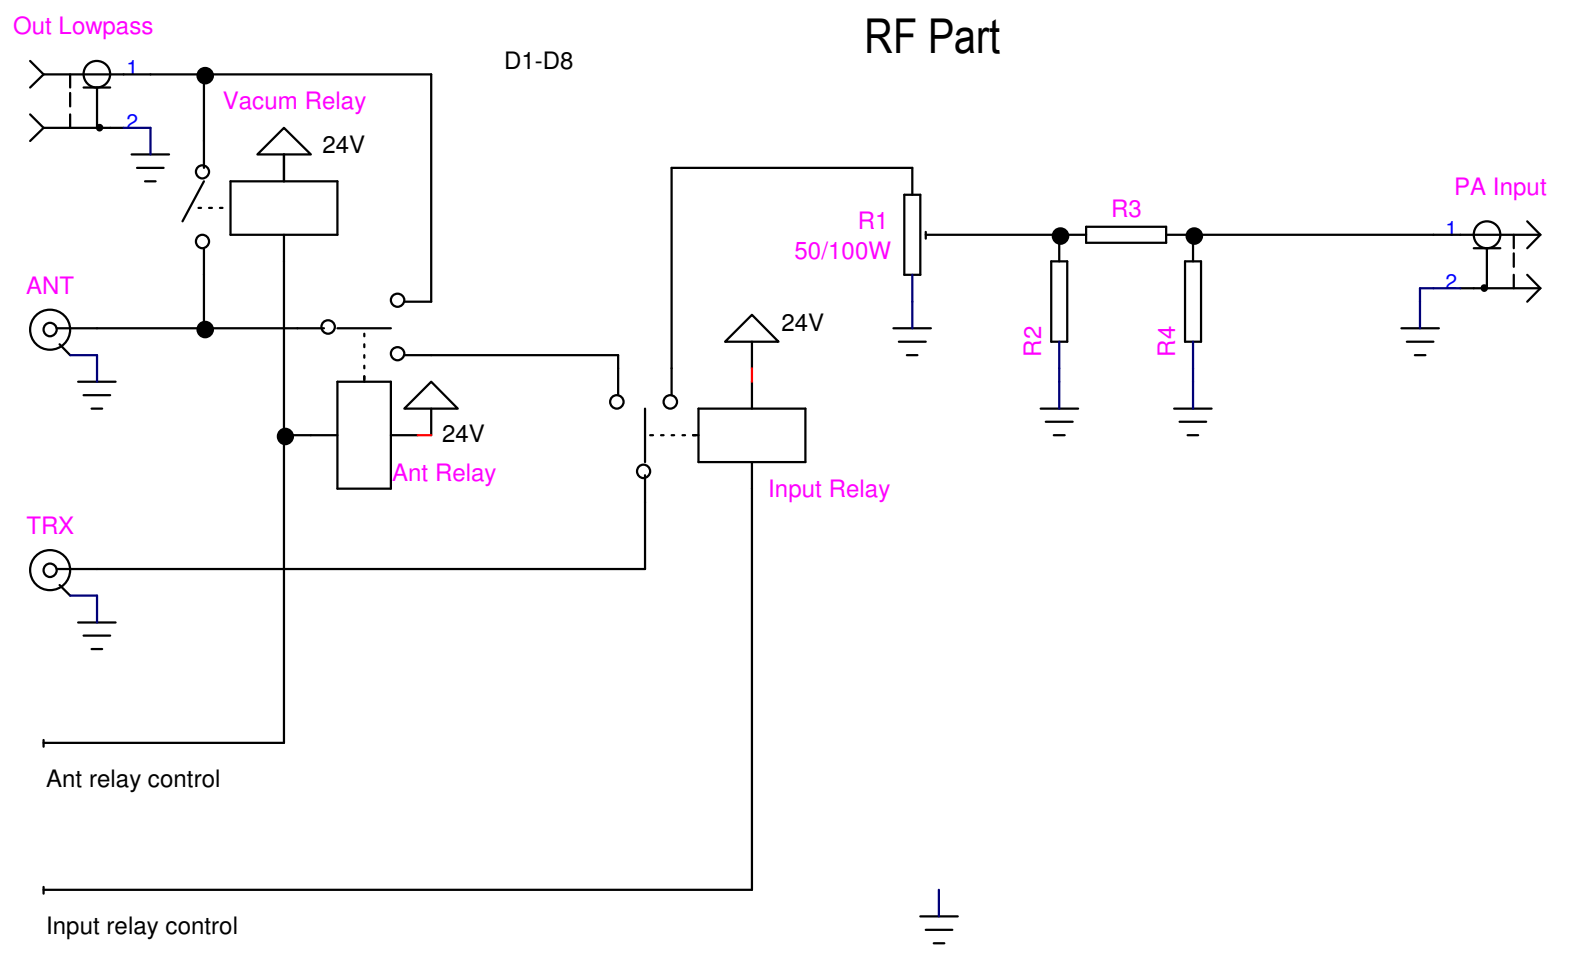 Out Lowpass
RF Part
D1-D8
1
Vacum Relay
2
24V
PA Input
R3
R1
50/100W
1
ANT
2
24V
R2
R4
24V
Ant Relay
Input Relay
TRX
Ant relay control
Input relay control